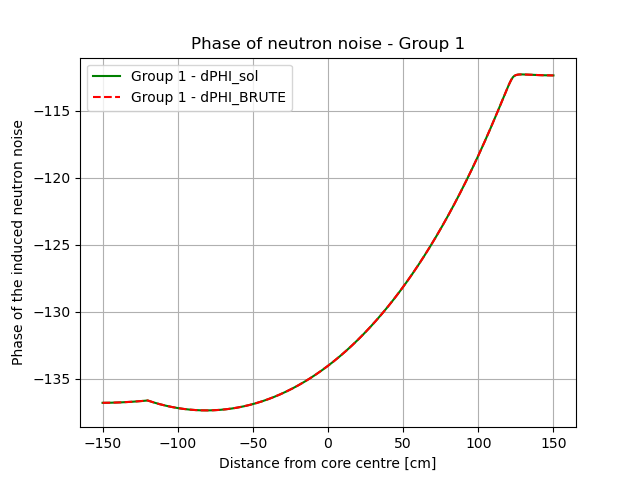 Phase of neutron noise - Group 1
Group 1 - dPHI_sol
Group 1 - dPHI_BRUTE
Phase of the induced neutron noise
−115
−120
−125
−130
−135
−150
−100
−50
0
50
100
150
Distance from core centre [cm]